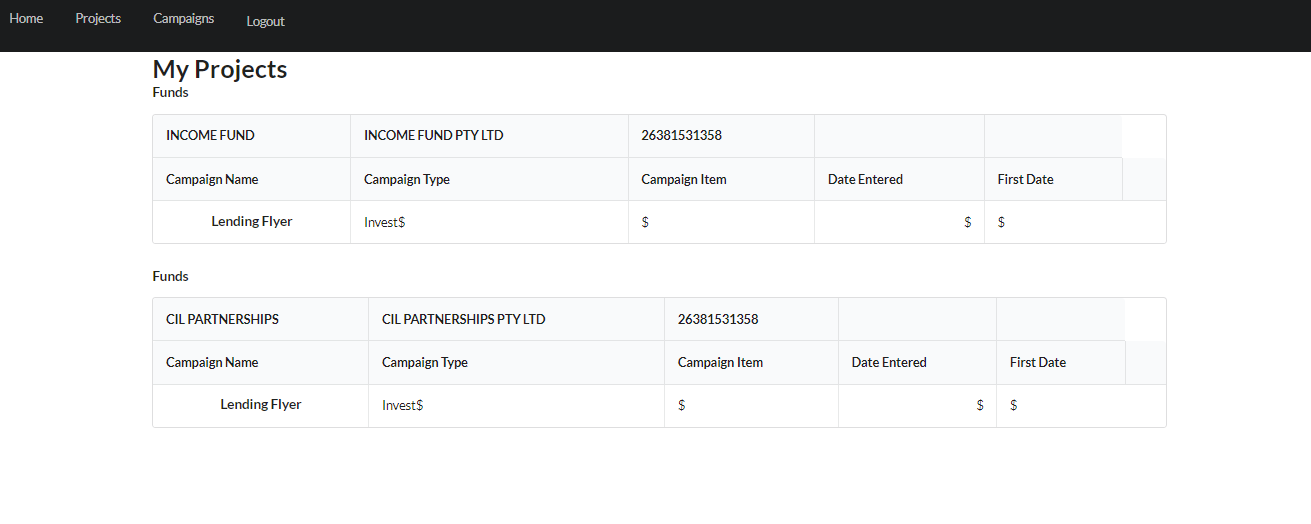 Home Projects Campaigns Logout
My Projects
Funds
INCOME FUND INCOME FUND PTY LTD 26381531358
Campaign Name Campaign Type Campaign Item Date Entered First Date
Lending Flyer Invest$ $ $ $
Funds
CIL PARTNERSHIPS CIL PARTNERSHIPS PTY LTD 26381531358
Campaign Name Campaign Type Campaign Item Date Entered First Date
Lending Flyer Invest$ $ $ $